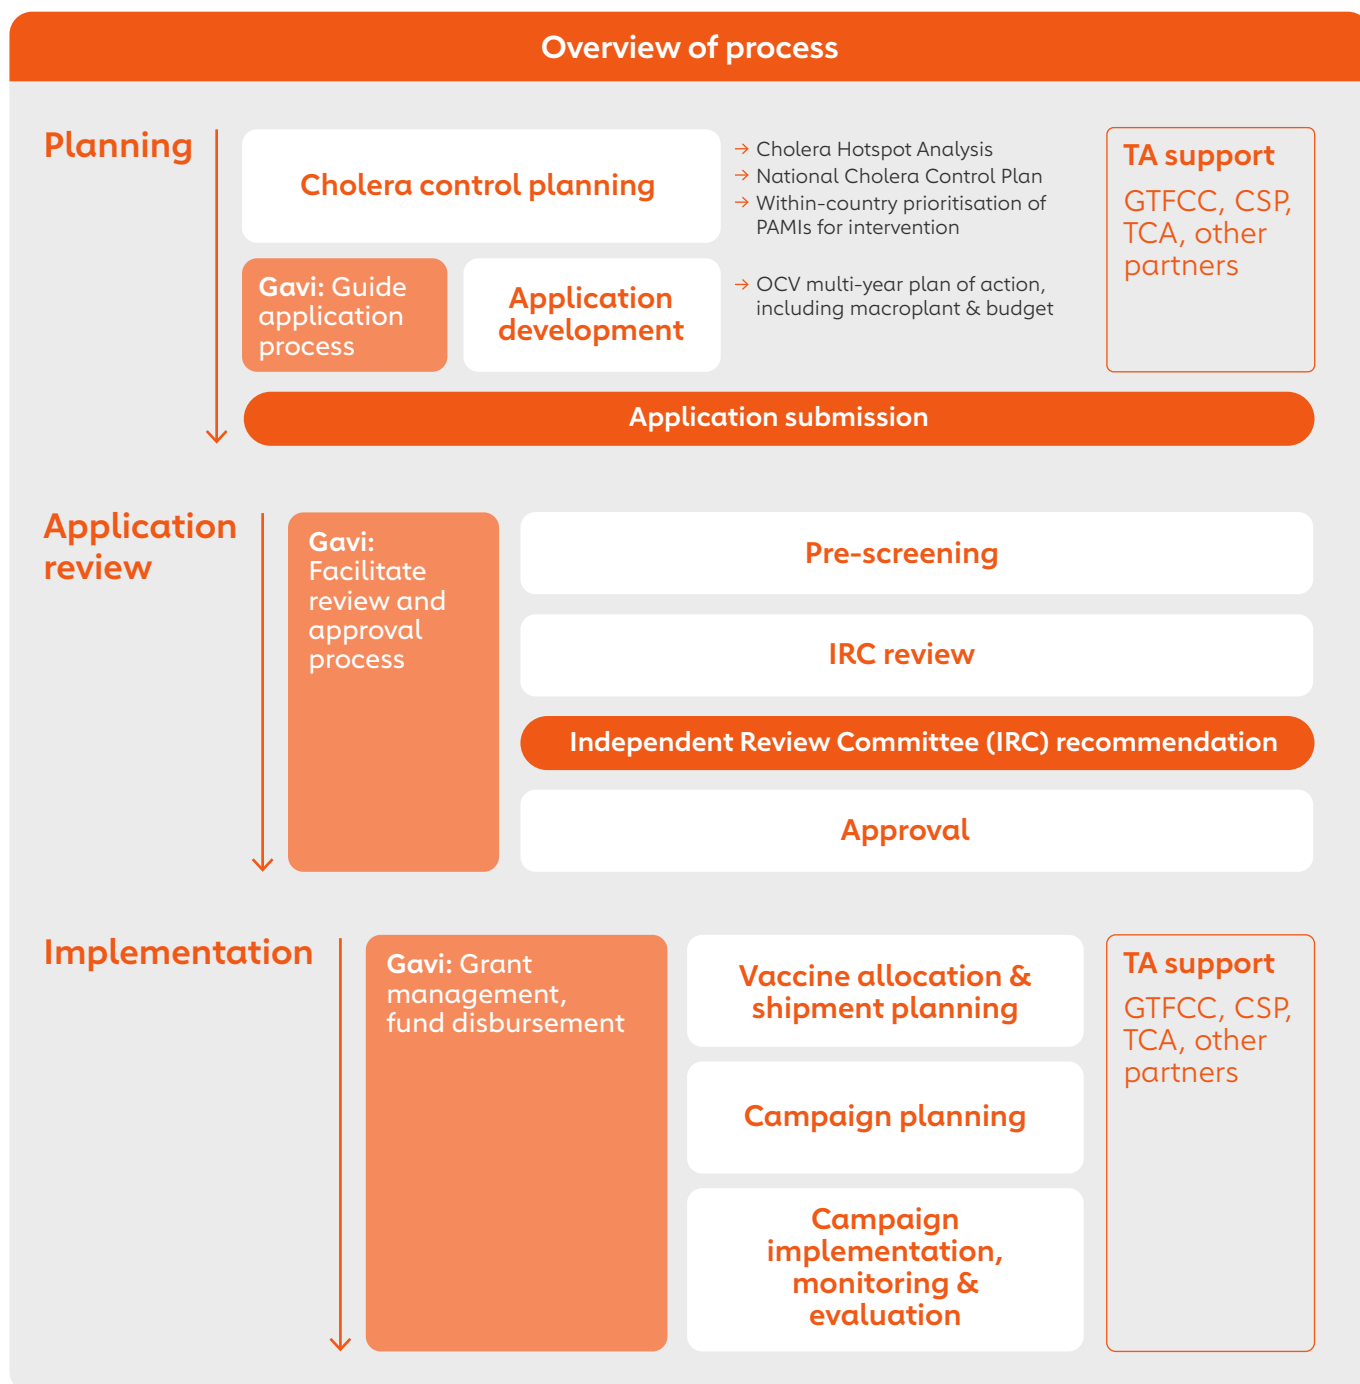 Overview of process
Planning
Cholera control planning
→ Cholera Hotspot Analysis
→ National Cholera Control Plan
→ Within-country prioritisation of
PAMIs for intervention
TA support
GTFCC, CSP,
TCA, other
partners
Gavi: Guide
application
process
Application
development
→ OCV multi-year plan of action,
including macroplant & budget
Application submission
Application
review
Gavi:
Facilitate
review and
approval
process
Pre-screening
IRC review
Independent Review Committee (IRC) recommendation
Approval
Implementation
Gavi: Grant
management,
fund disbursement
Vaccine allocation &
shipment planning
Campaign planning
Campaign
implementation,
monitoring &
evaluation
TA support
GTFCC, CSP,
TCA, other
partners